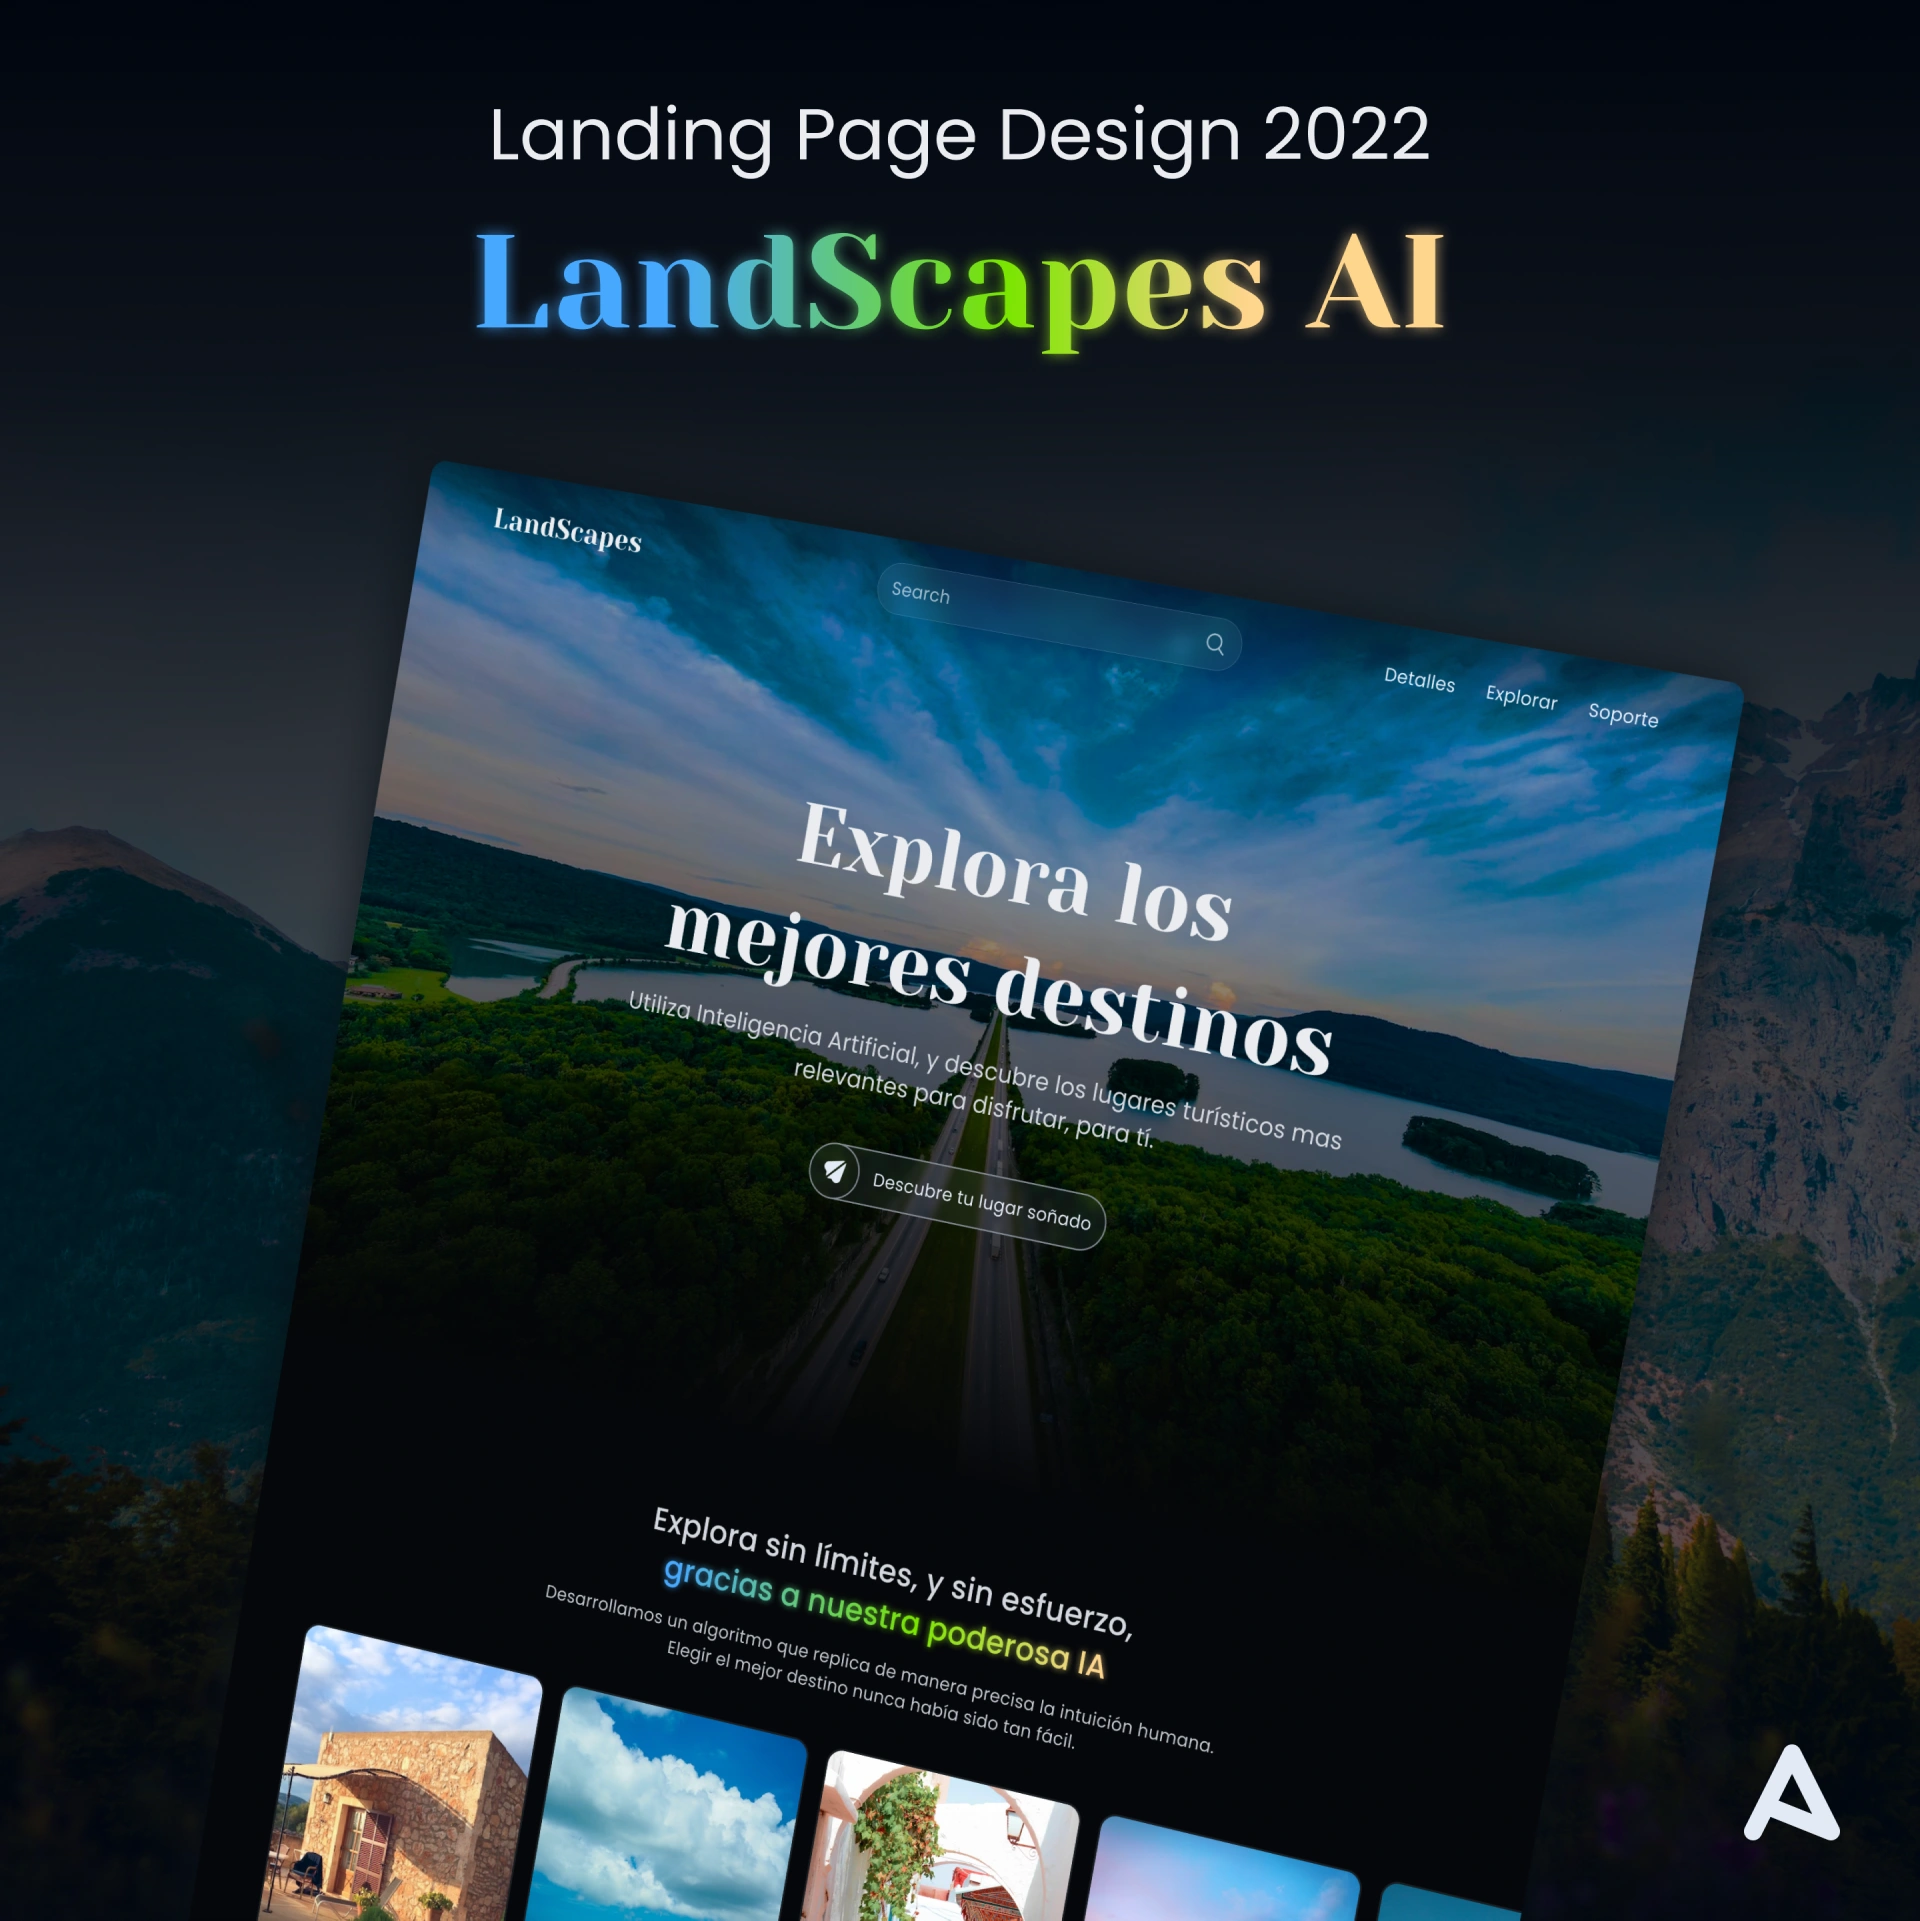 Landing Page Design 2022
LandScapes AI
LandScapes
Search
Detalles
Explorar
Soporte
Explora los
mejores destinos
Utiliza Inteligencia Artificial, y descubre los lugares turísticos mas
relevantes para disfrutar, para tí.
Descubre tu lugar soñado
Explora sin límites, y sin esfuerzo,
gracias a nuestra poderosa IA
Desarrollamos un algoritmo que replica de manera precisa la intuición humana.
Elegir el mejor destino nunca había sido tan fácil.